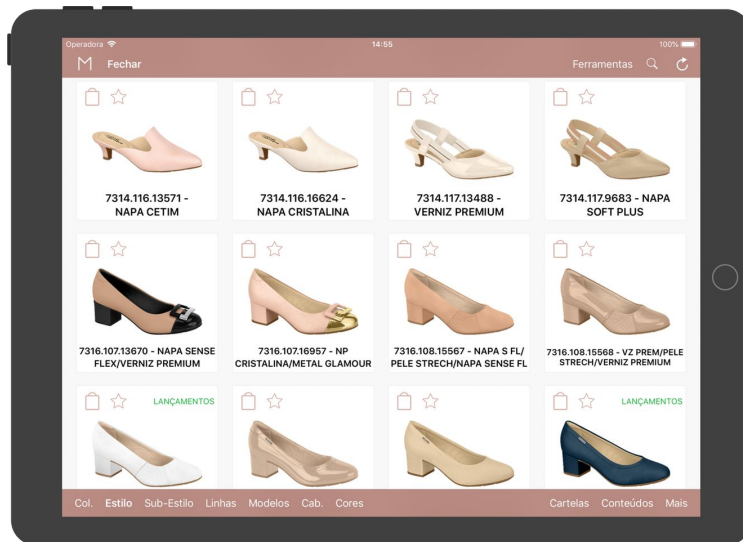 Operadora 14:55 100%
M Fechar Ferramentas
7314.116.13571 -
NAPA CETIM
7314.116.16624 -
NAPA CRISTALINA
7314.117.13488 -
VERNIZ PREMIUM
7314.117.9683 - NAPA
SOFT PLUS
7316.107.13670 - NAPA SENSE
FLEX/VERNIZ PREMIUM
7316.107.16957 - NP
CRISTALINA/METAL GLAMOUR
7316.108.15567 - NAPA S FL/
PELE STRECH/NAPA SENSE FL
7316.108.15568 - VZ PREM/PELE
STRECH/VERNIZ PREMIUM
LANÇAMENTOS
LANÇAMENTOS
Col. Estilo Sub-Estilo Linhas Modelos Cab. Cores Cartelas Conteúdos Mais